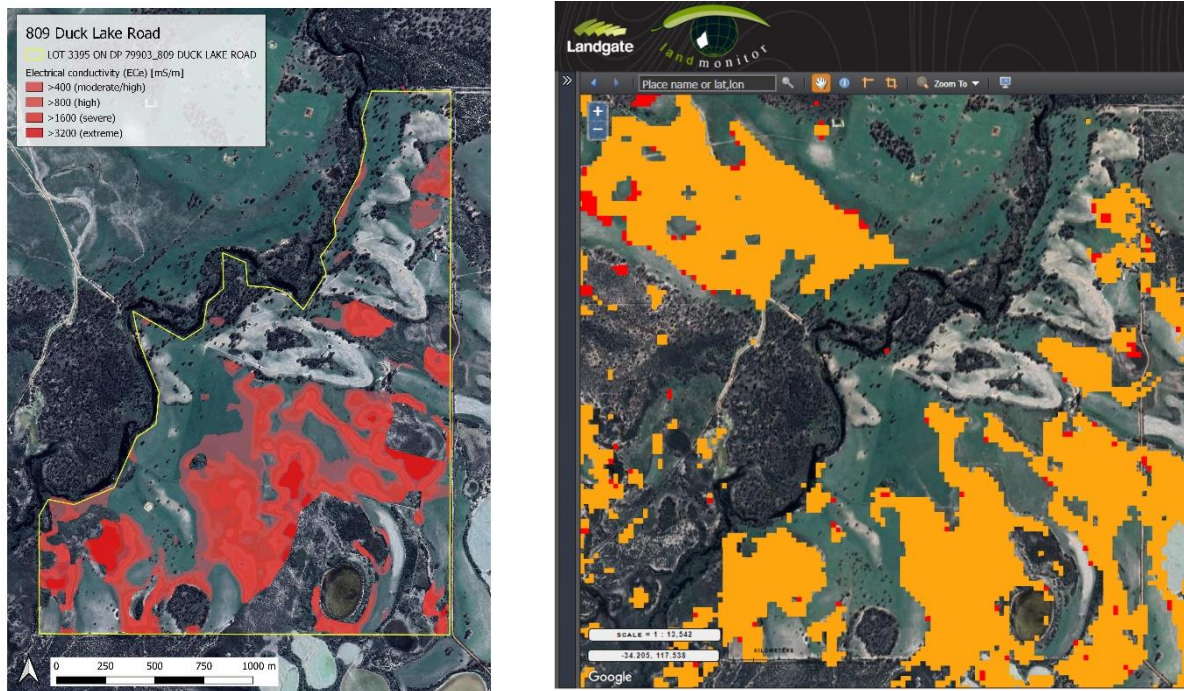 809 Duck Lake Road
LOT 3395 ON DP 79903_809 DUCK LAKE ROAD
Electrical conductivity (ECe) [mS/m]
>400 (moderate/high)
>800 (high)
>1600 (severe)
>3200 (extreme)
0 250 500 750 1000 m
Landgate
landmonitor
Place name or lat,lon
Zoom To
+
−
SCALE = 1 : 13,542
-34.205, 117.538
KILOMETERS
Google